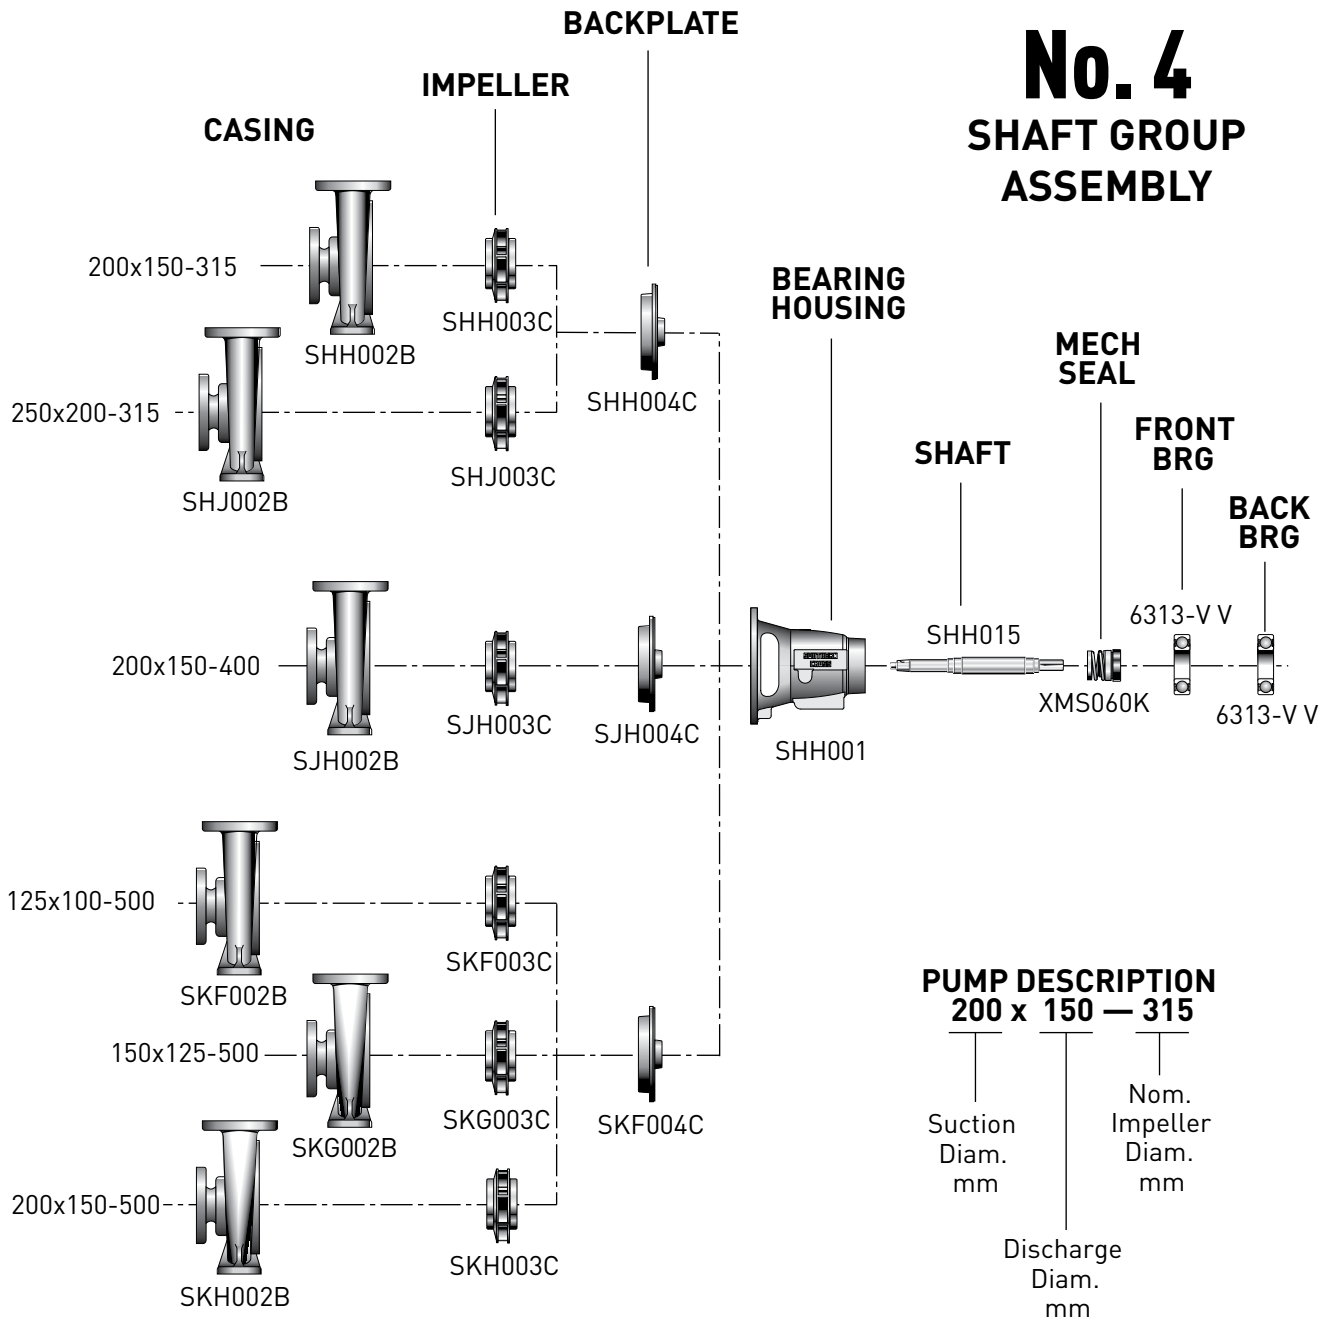 No. 4
SHAFT GROUP
ASSEMBLY
BACKPLATE
IMPELLER
CASING
200x150-315
SHH002B
SHH003C
250x200-315
SHJ002B
SHJ003C
SHH004C
BEARING
HOUSING
MECH
SEAL
SHAFT
FRONT
BRG
BACK
BRG
200x150-400
SJH002B
SJH003C
SJH004C
SOUTHERN
CROSS
SHH001
SHH015
XMS060K
6313-V V
6313-V V
125x100-500
SKF002B
SKF003C
150x125-500
SKG002B
SKG003C
SKF004C
200x150-500
SKH002B
SKH003C
PUMP DESCRIPTION
200 x 150 — 315
Suction
Diam.
mm
Discharge
Diam.
mm
Nom.
Impeller
Diam.
mm